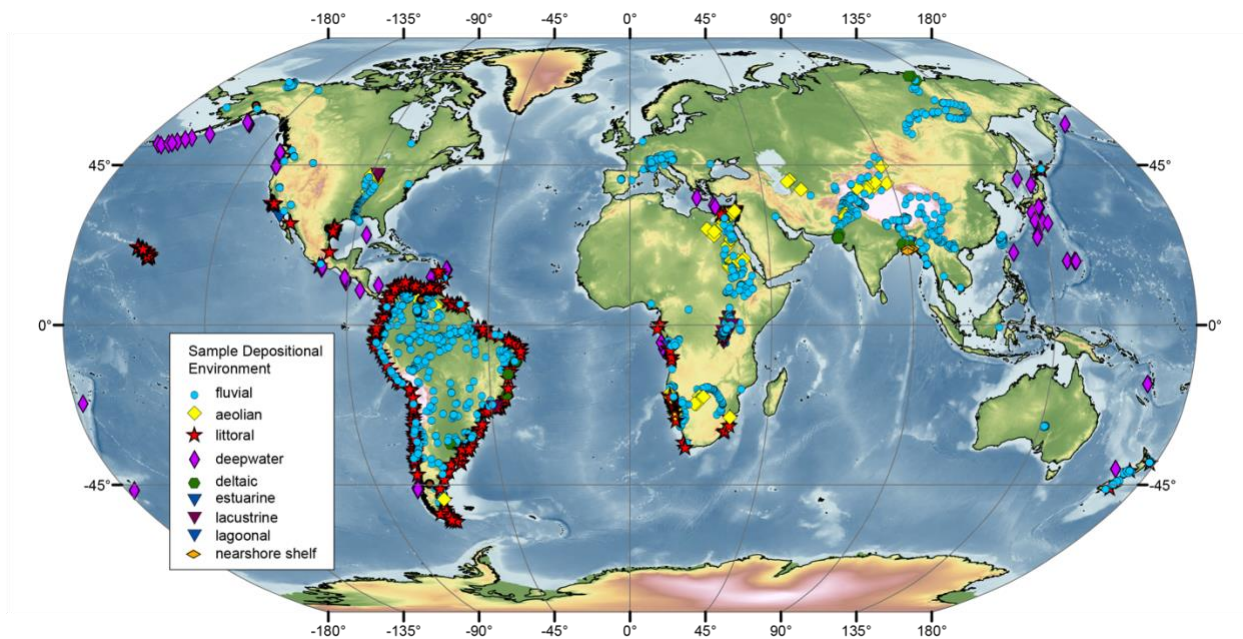 -180° -135° -90° -45° 0° 45° 90° 135° 180°
45° 45°
0° 0°
Sample Depositional
Environment
fluvial
aeolian
littoral
deepwater
deltaic
estuarine
lacustrine
lagoonal
nearshore shelf
-45° -45°
-180° -135° -90° -45° 0° 45° 90° 135° 180°